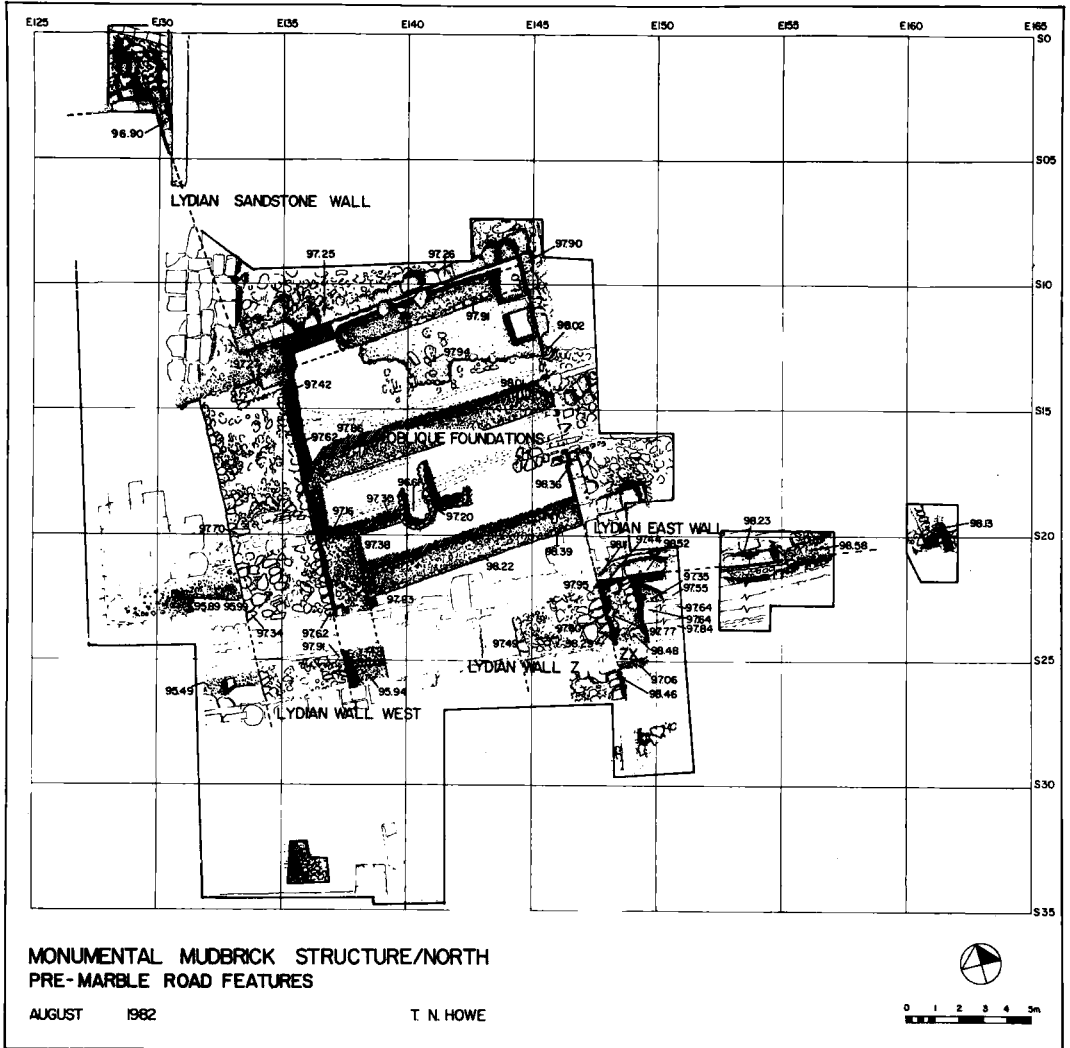 E125 E130 E135 E140 E145 E150 E155 E160 E165
S0
96.90
S05
LYDIAN SANDSTONE WALL
97.25 97.26 97.90
S10
97.91
98.02
97.94
97.42
S15
97.62 97.86
OBLIQUE FOUNDATIONS
98.36
97.39
97.16
97.20
97.70
LYDIAN EAST WALL
98.23
98.13
S20
97.38
98.39
97.44
98.52
98.58
98.22
97.95
97.35
97.55
97.83
95.89
97.64
97.64
97.34
97.62
97.77
97.84
97.91
97.49
98.48
ZX
S25
LYDIAN WALL Z
97.06
95.49
95.94
98.46
LYDIAN WALL WEST
S30
S35
MONUMENTAL MUDBRICK STRUCTURE/NORTH
PRE-MARBLE ROAD FEATURES
AUGUST 1982 T. N. HOWE
0 1 2 3 4 5m